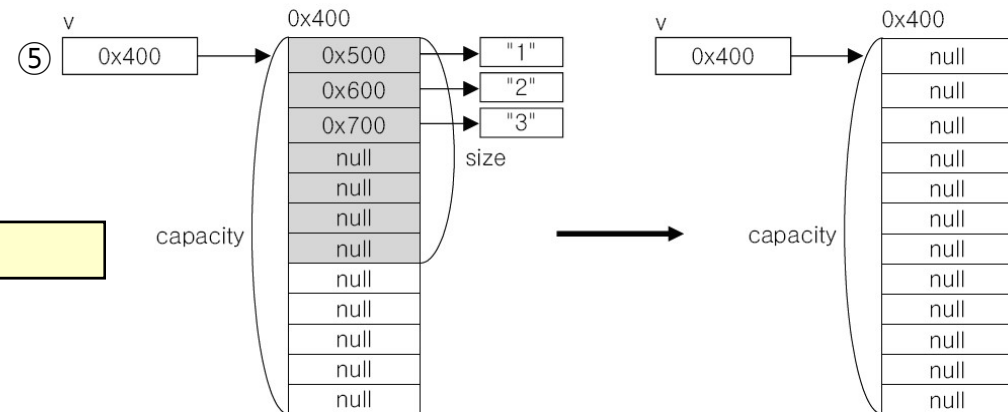 ⑤
v
0x400
0x400
0x500
0x600
0x700
null
null
null
null
null
null
null
null
null
"1"
"2"
"3"
size
capacity
v
0x400
0x400
null
null
null
null
null
null
null
null
null
null
null
null
capacity